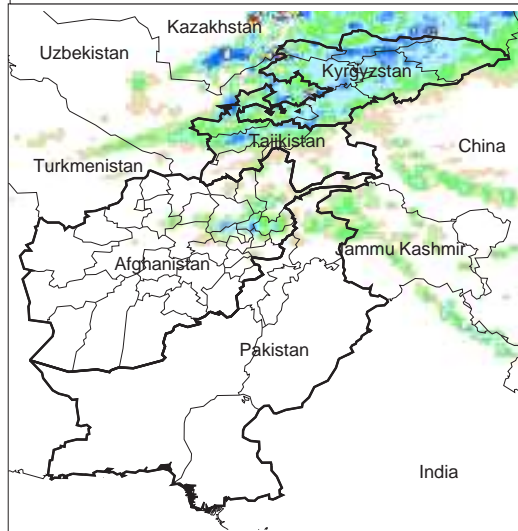 Kazakhstan
Uzbekistan
Kyrgyzstan
Tajikistan
China
Turkmenistan
Jammu Kashmir
Afghanistan
Pakistan
India